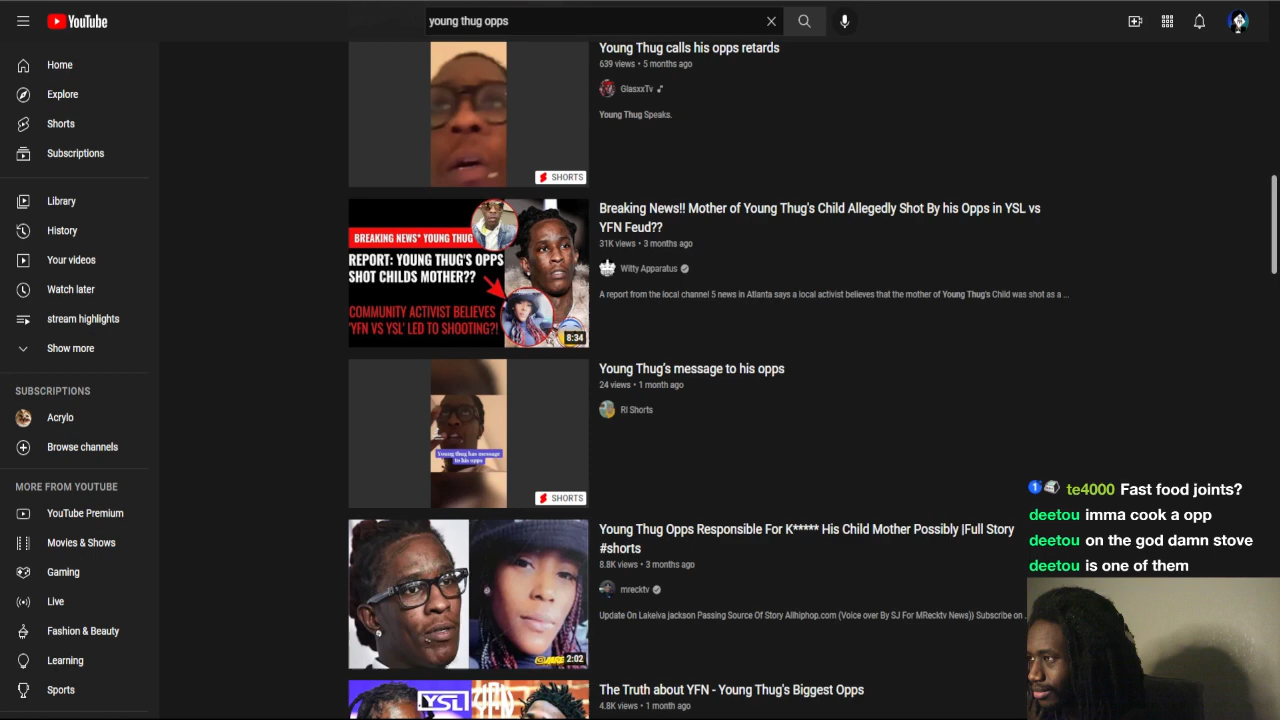 YouTube
young thug opps
Home
Explore
Shorts
Subscriptions
Library
History
Your videos
Watch later
stream highlights
Show more
SUBSCRIPTIONS
Acrylo
Browse channels
MORE FROM YOUTUBE
YouTube Premium
Movies & Shows
Gaming
Live
Fashion & Beauty
Learning
Sports
Young Thug calls his opps retards
639 views • 5 months ago
GlasxxTv
Young Thug Speaks.
SHORTS
BREAKING NEWS* YOUNG THUG
REPORT: YOUNG THUG'S OPPS
SHOT CHILDS MOTHER??
COMMUNITY ACTIVIST BELIEVES
'YFN VS YSL' LED TO SHOOTING?!
8:34
Breaking News!! Mother of Young Thug's Child Allegedly Shot By his Opps in YSL vs
YFN Feud??
31K views • 3 months ago
Witty Apparatus
A report from the local channel 5 news in Atlanta says a local activist believes that the mother of Young Thug's Child was shot as a ...
Young thug has message
to his opps
SHORTS
Young Thug's message to his opps
24 views • 1 month ago
RI Shorts
2:02
Young Thug Opps Responsible For K***** His Child Mother Possibly |Full Story
#shorts
8.8K views • 3 months ago
mrecktv
Update On Lakeiva jackson Passing Source Of Story Allhiphop.com (Voice over By SJ For MRecktv News)) Subscribe on
YSL
The Truth about YFN - Young Thug's Biggest Opps
4.8K views • 1 month ago
1 te4000 Fast food joints?
deetou imma cook a opp
deetou on the god damn stove
deetou is one of them